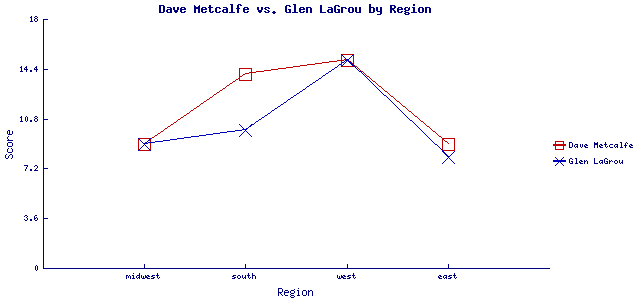 Dave Metcalfe vs. Glen LaGrou by Region
18
14.4
10.8
7.2
3.6
0
Score
midwest south west east
Region
Dave Metcalfe
Glen LaGrou